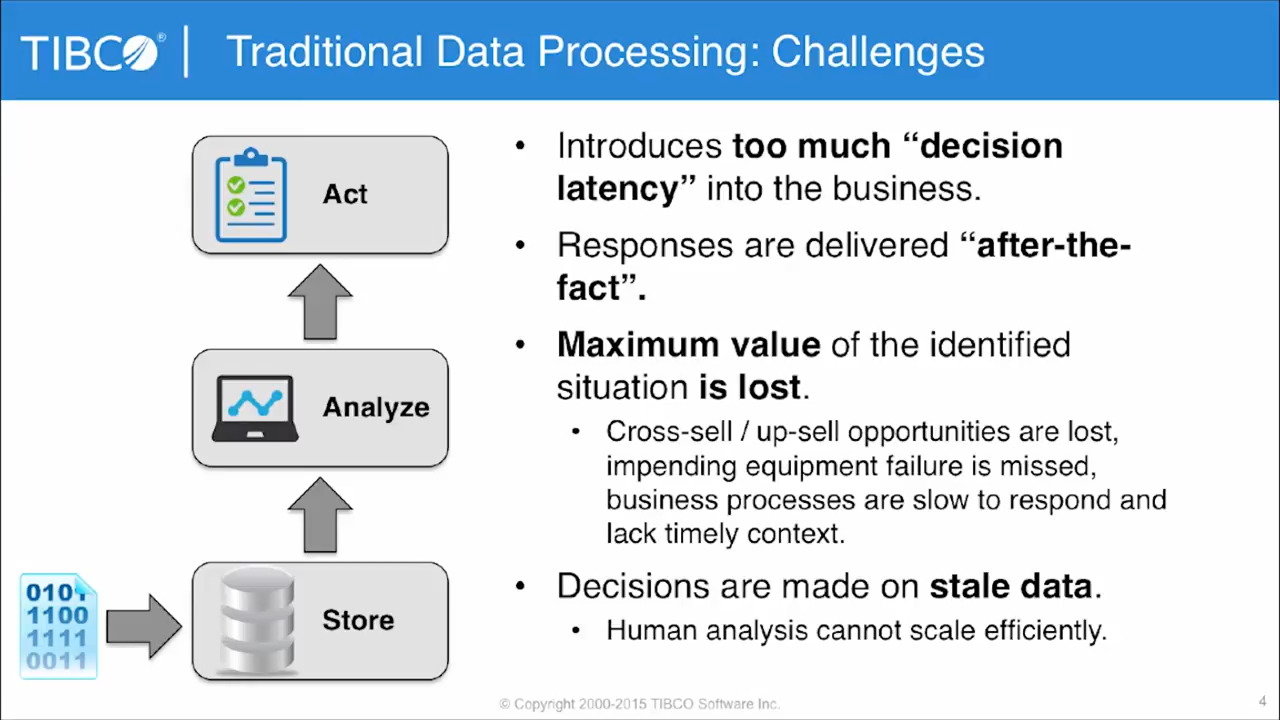 TIBCO® | Traditional Data Processing: Challenges
Act
Analyze
Store
0101
1100
1111
0011
• Introduces too much “decision
latency” into the business.
• Responses are delivered “after-the-
fact”.
• Maximum value of the identified
situation is lost.
• Cross-sell / up-sell opportunities are lost,
impending equipment failure is missed,
business processes are slow to respond and
lack timely context.
• Decisions are made on stale data.
• Human analysis cannot scale efficiently.
© Copyright 2000-2015 TIBCO Software Inc.
4